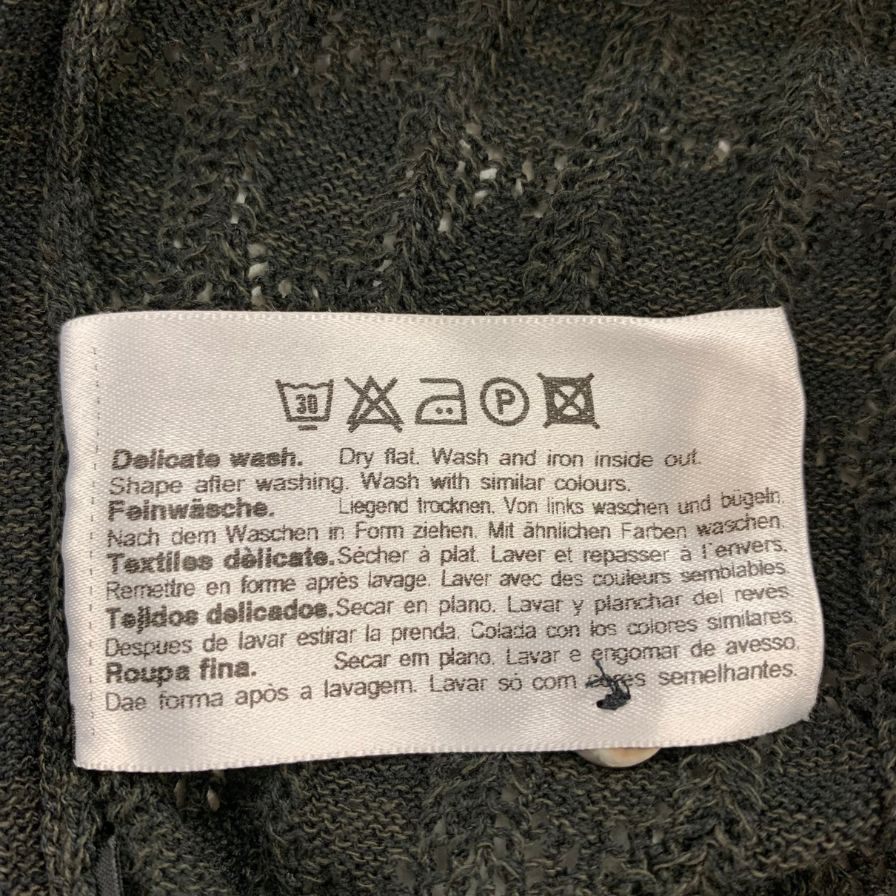 30 P
Delicate wash. Dry flat. Wash and iron inside out.
Shape after washing. Wash with similar colours.
Feinwäsche. Liegend trocknen. Von links waschen und bügeln.
Nach dem Waschen in Form ziehen. Mit ähnlichen Farben waschen.
Textiles dèlicate. Sécher à plat. Laver et repasser à l'envers.
Remettre en forme après lavage. Laver avec des couleurs semblables.
Tejidos delicados. Secar en plano. Lavar y planchar del reves.
Despues de lavar estirar la prenda. Colada con los colores similares.
Roupa fina. Secar em plano. Lavar e engomar de avesso.
Dae forma apòs a lavagem. Lavar só com semelhantes.